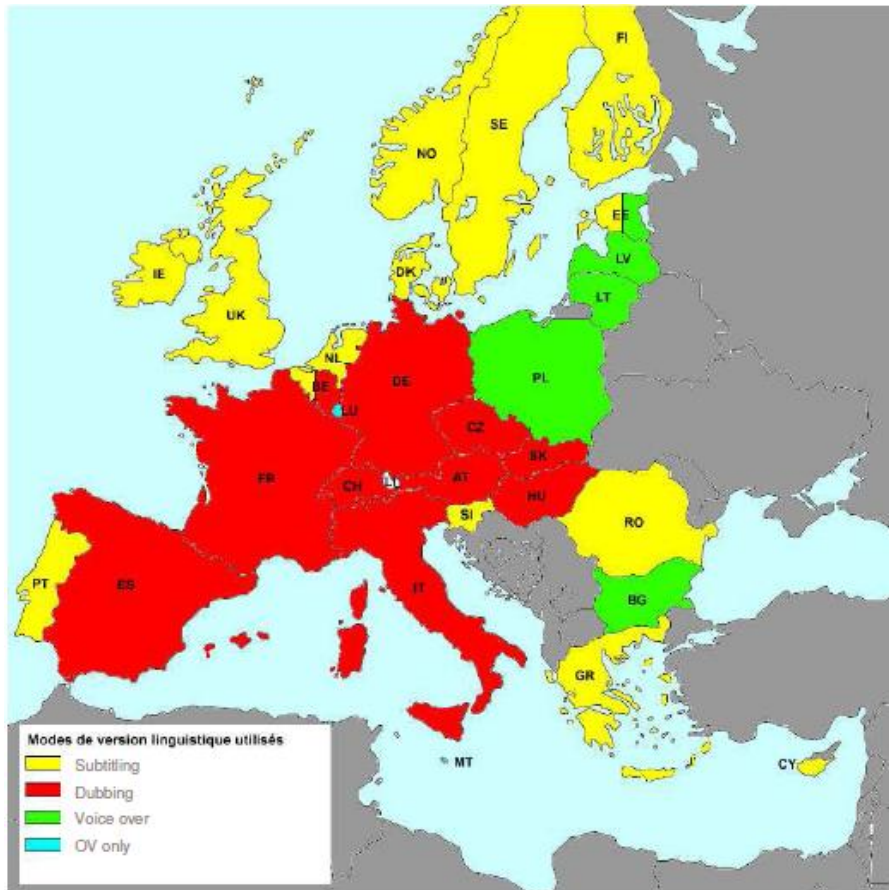 FI
SE
NO
EE
LV
DK
LT
IE
UK
NL
PL
BE
DE
LU
CZ
SK
FR
CH
LI
AT
HU
SI
RO
PT
ES
IT
BG
GR
Modes de version linguistique utilisés
Subtitling
MT
CY
Dubbing
Voice over
OV only